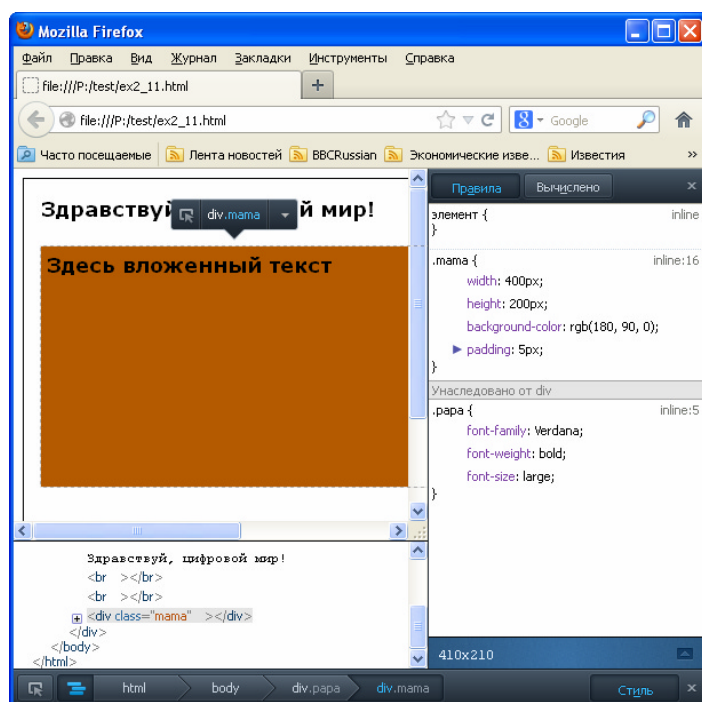 Mozilla Firefox
Файл Правка Вид Журнал Закладки Инструменты Справка
file:///P:/test/ex2_11.html +
file:///P:/test/ex2_11.html 8 Google
Часто посещаемые Лента новостей BBCRussian Экономические изве... Известия »
Правила Вычислено ×
Здравствуй й мир!
div.mama
Здесь вложенный текст
элемент { inline
}
.mama { inline:16
width: 400px;
height: 200px;
background-color: rgb(180, 90, 0);
padding: 5px;
}
Унаследовано от div
.papa { inline:5
font-family: Verdana;
font-weight: bold;
font-size: large;
}
Здравствуй, цифровой мир!
<br ></br>
<br ></br>
<div class="mama" ></div>
</div>
</body>
</html>
410x210
html body div.papa div.mama Стиль ×